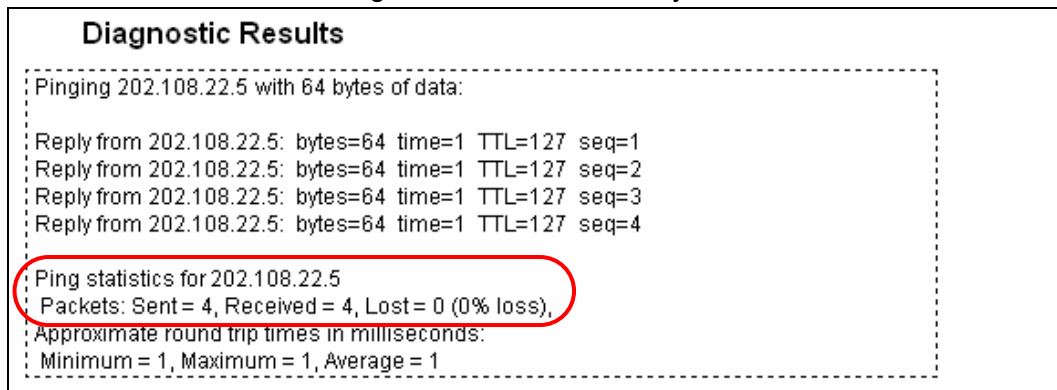 Diagnostic Results
Pinging 202.108.22.5 with 64 bytes of data:
Reply from 202.108.22.5: bytes=64 time=1 TTL=127 seq=1
Reply from 202.108.22.5: bytes=64 time=1 TTL=127 seq=2
Reply from 202.108.22.5: bytes=64 time=1 TTL=127 seq=3
Reply from 202.108.22.5: bytes=64 time=1 TTL=127 seq=4
Ping statistics for 202.108.22.5
Packets: Sent = 4, Received = 4, Lost = 0 (0% loss),
Approximate round trip times in milliseconds:
Minimum = 1, Maximum = 1, Average = 1